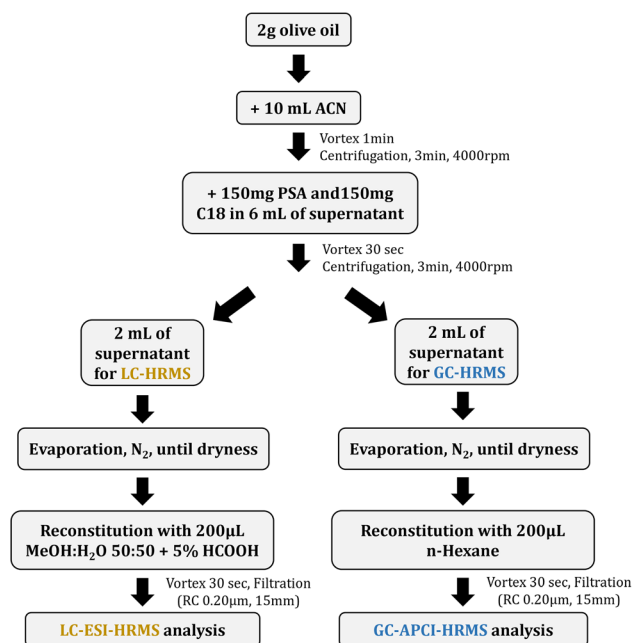 2g olive oil
+ 10 mL ACN
Vortex 1min
Centrifugation, 3min, 4000rpm
+ 150mg PSA and150mg
C18 in 6 mL of supernatant
Vortex 30 sec
Centrifugation, 3min, 4000rpm
2 mL of
supernatant
for LC-HRMS
2 mL of
supernatant
for GC-HRMS
Evaporation, N₂, until dryness
Evaporation, N₂, until dryness
Reconstitution with 200μL
MeOH:H₂O 50:50 + 5% HCOOH
Reconstitution with 200μL
n-Hexane
Vortex 30 sec, Filtration
(RC 0.20μm, 15mm)
Vortex 30 sec, Filtration
(RC 0.20μm, 15mm)
LC-ESI-HRMS analysis
GC-APCI-HRMS analysis